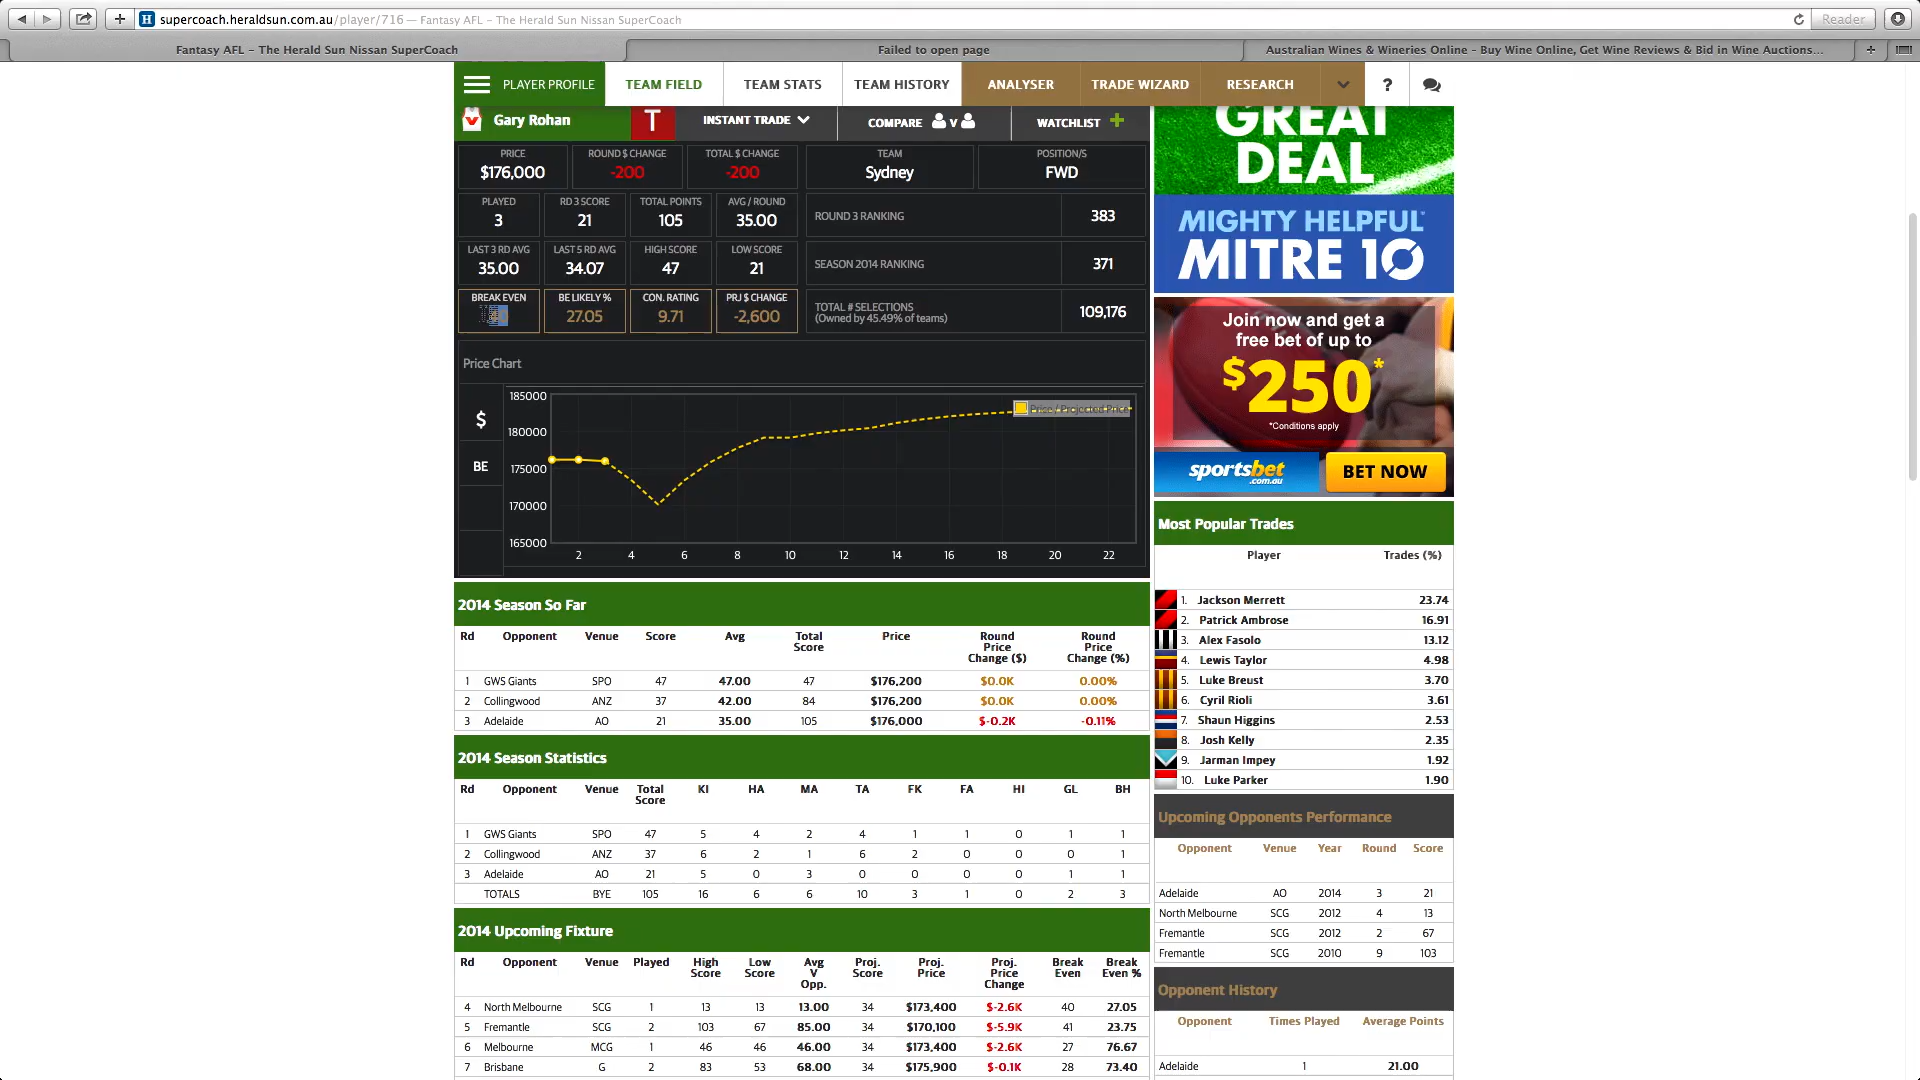 supercoach.heraldsun.com.au/player/716 — Fantasy AFL – The Herald Sun Nissan SuperCoach
Reader
Fantasy AFL – The Herald Sun Nissan SuperCoach
Failed to open page
Australian Wines & Wineries Online - Buy Wine Online, Get Wine Reviews & Bid in Wine Auctions...
PLAYER PROFILE TEAM FIELD TEAM STATS TEAM HISTORY ANALYSER TRADE WIZARD RESEARCH ?
Gary Rohan T INSTANT TRADE COMPARE V WATCHLIST +
PRICE ROUND $ CHANGE TOTAL $ CHANGE TEAM POSITION/S
$176,000 -200 -200 Sydney FWD
PLAYED RD 3 SCORE TOTAL POINTS AVG / ROUND
3 21 105 35.00
ROUND 3 RANKING 383
LAST 3 RD AVG LAST 5 RD AVG HIGH SCORE LOW SCORE
35.00 34.07 47 21
SEASON 2014 RANKING 371
BREAK EVEN BE LIKELY % CON. RATING PRJ $ CHANGE
27.05 9.71 -2,600
TOTAL # SELECTIONS
(Owned by 45.49% of teams)
109,176
Price Chart
$
BE
185000
180000
175000
170000
165000
Price / Projected Price
2 4 6 8 10 12 14 16 18 20 22
2014 Season So Far
Rd Opponent Venue Score Avg Total Score Price Round Price Change ($) Round Price Change (%)
1 GWS Giants SPO 47 47.00 47 $176,200 $0.0K 0.00%
2 Collingwood ANZ 37 42.00 84 $176,200 $0.0K 0.00%
3 Adelaide AO 21 35.00 105 $176,000 $-0.2K -0.11%
2014 Season Statistics
Rd Opponent Venue Total Score KI HA MA TA FK FA HI GL BH
1 GWS Giants SPO 47 5 4 2 4 1 1 0 1 1
2 Collingwood ANZ 37 6 2 1 6 2 0 0 0 1
3 Adelaide AO 21 5 0 3 0 0 0 0 1 1
TOTALS BYE 105 16 6 6 10 3 1 0 2 3
2014 Upcoming Fixture
Rd Opponent Venue Played High Score Low Score Avg V Opp. Proj. Score Proj. Price Proj. Price Change Break Even Break Even %
4 North Melbourne SCG 1 13 13 13.00 34 $173,400 $-2.6K 40 27.05
5 Fremantle SCG 2 103 67 85.00 34 $170,100 $-5.9K 41 23.75
6 Melbourne MCG 1 46 46 46.00 34 $173,400 $-2.6K 27 76.67
7 Brisbane G 2 83 53 68.00 34 $175,900 $-0.1K 28 73.40
GREAT
DEAL
MIGHTY HELPFUL
MITRE 10
Join now and get a
free bet of up to
$250*
*Conditions apply
sportsbet
.com.au
BET NOW
Most Popular Trades
Player Trades (%)
1. Jackson Merrett 23.74
2. Patrick Ambrose 16.91
3. Alex Fasolo 13.12
4. Lewis Taylor 4.98
5. Luke Breust 3.70
6. Cyril Rioli 3.61
7. Shaun Higgins 2.53
8. Josh Kelly 2.35
9. Jarman Impey 1.92
10. Luke Parker 1.90
Upcoming Opponents Performance
Opponent Venue Year Round Score
Adelaide AO 2014 3 21
North Melbourne SCG 2012 4 13
Fremantle SCG 2012 2 67
Fremantle SCG 2010 9 103
Opponent History
Opponent Times Played Average Points
Adelaide 1 21.00